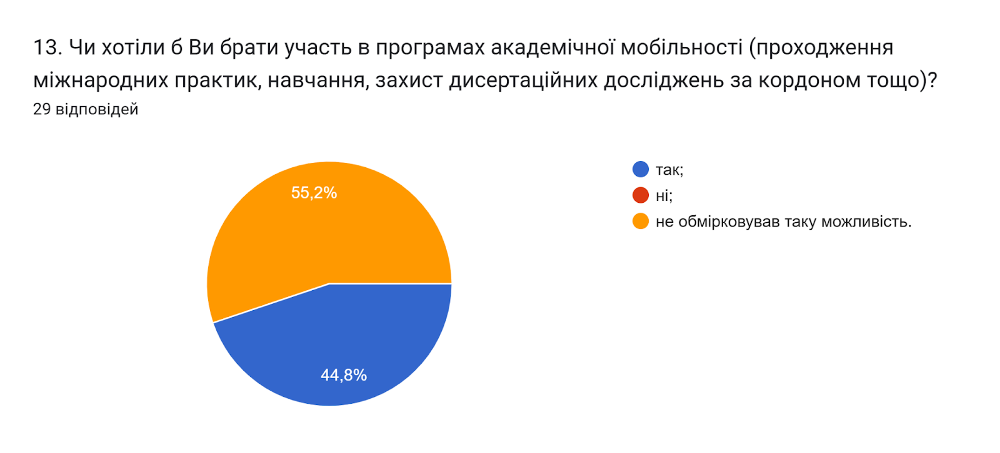 13. Чи хотіли б Ви брати участь в програмах академічної мобільності (проходження
міжнародних практик, навчання, захист дисертаційних досліджень за кордоном тощо)?
29 відповідей
так;
ні;
не обмірковував таку можливість.
55,2%
44,8%